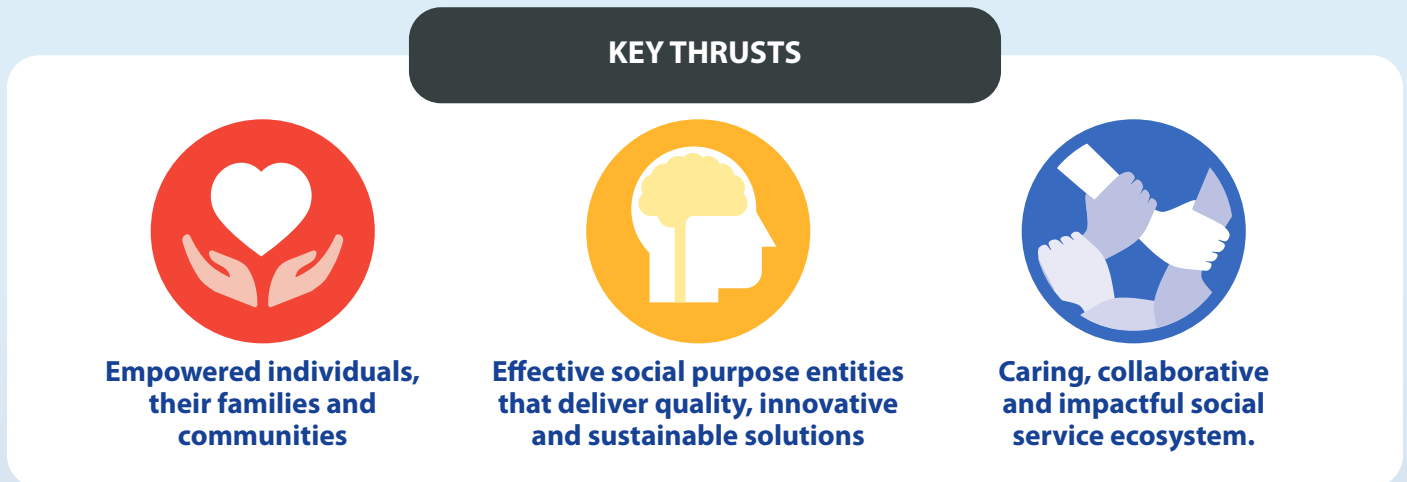 KEY THRUSTS
Empowered individuals,
their families and
communities
Effective social purpose entities
that deliver quality, innovative
and sustainable solutions
Caring, collaborative
and impactful social
service ecosystem.